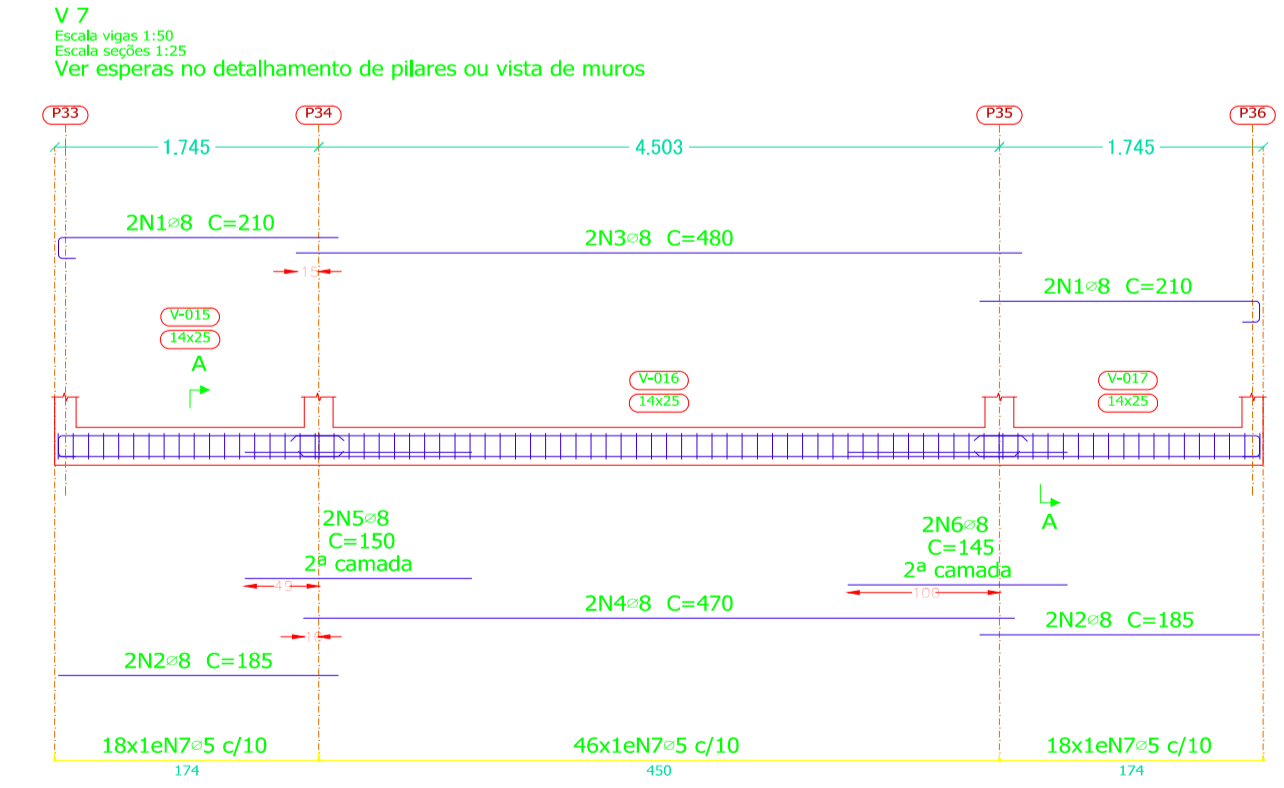 V 7
Escala vigas 1:50
Escala seções 1:25
Ver esperas no detalhamento de pilares ou vista de muros
P33 P34 P35 P36
1.745 4.503 1.745
2N1⌀8 C=210
2N3⌀8 C=480
15
2N1⌀8 C=210
V-015
14x25
A
V-016
14x25
V-017
14x25
A
2N5⌀8
C=150
2ª camada
49
2N6⌀8
C=145
2ª camada
100
2N4⌀8 C=470
10
2N2⌀8 C=185
2N2⌀8 C=185
18x1eN7⌀5 c/10 46x1eN7⌀5 c/10 18x1eN7⌀5 c/10
174 450 174